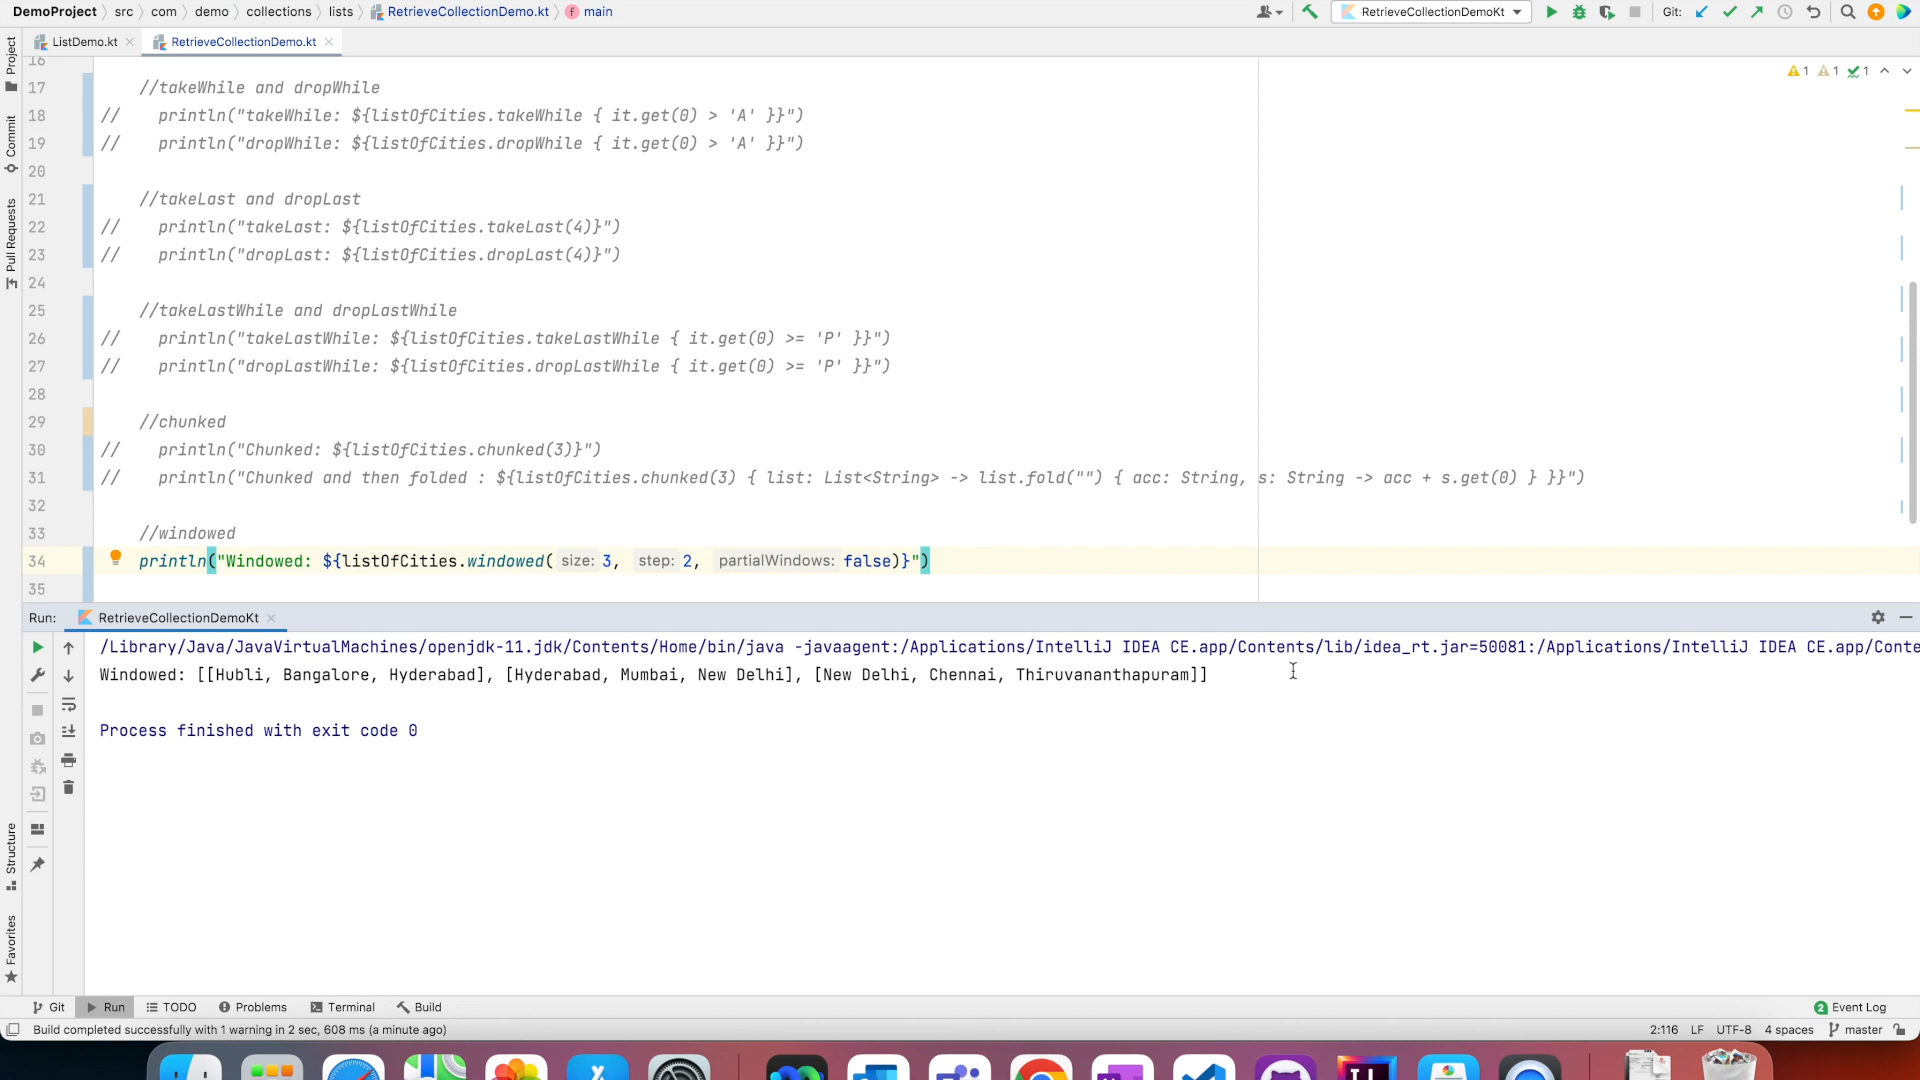 DemoProject src com demo collections lists RetrieveCollectionDemo.kt f main RetrieveCollectionDemoKt Git:
ListDemo.kt RetrieveCollectionDemo.kt
16
17 //takeWhile and dropWhile 1 1 1
18 // println("takeWhile: ${listOfCities.takeWhile { it.get(0) > 'A' }}")
19 // println("dropWhile: ${listOfCities.dropWhile { it.get(0) > 'A' }}")
20
21 //takeLast and dropLast
22 // println("takeLast: ${listOfCities.takeLast(4)}")
23 // println("dropLast: ${listOfCities.dropLast(4)}")
24
25 //takeLastWhile and dropLastWhile
26 // println("takeLastWhile: ${listOfCities.takeLastWhile { it.get(0) >= 'P' }}")
27 // println("dropLastWhile: ${listOfCities.dropLastWhile { it.get(0) >= 'P' }}")
28
29 //chunked
30 // println("Chunked: ${listOfCities.chunked(3)}")
31 // println("Chunked and then folded : ${listOfCities.chunked(3) { list: List<String> -> list.fold("") { acc: String, s: String -> acc + s.get(0) } }}")
32
33 //windowed
34 println("Windowed: ${listOfCities.windowed( size: 3, step: 2, partialWindows: false)}")
35
Project
Commit
Pull Requests
Structure
Favorites
Run: RetrieveCollectionDemoKt
/Library/Java/JavaVirtualMachines/openjdk-11.jdk/Contents/Home/bin/java -javaagent:/Applications/IntelliJ IDEA CE.app/Contents/lib/idea_rt.jar=50081:/Applications/IntelliJ IDEA CE.app/Conte
Windowed: [[Hubli, Bangalore, Hyderabad], [Hyderabad, Mumbai, New Delhi], [New Delhi, Chennai, Thiruvananthapuram]]
Process finished with exit code 0
Git Run TODO Problems Terminal Build 2 Event Log
Build completed successfully with 1 warning in 2 sec, 608 ms (a minute ago) 2:116 LF UTF-8 4 spaces master